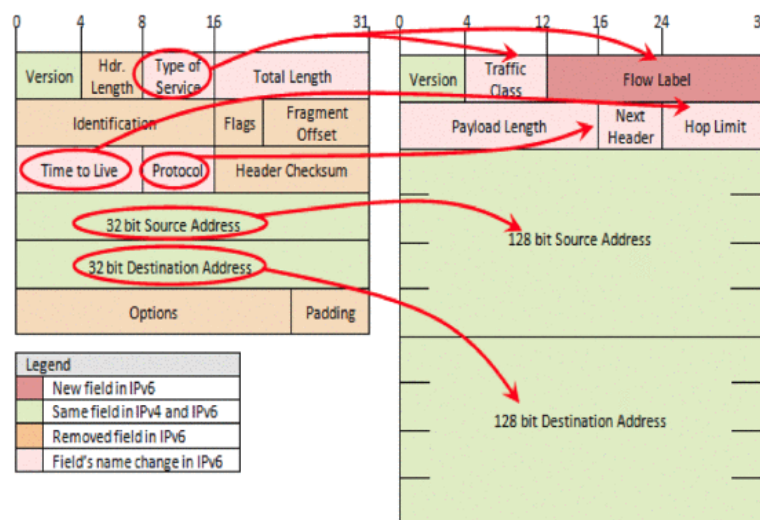 0 4 8 16 31
Version
Hdr.
Length
Type of
Service
Total Length
Identification
Flags
Fragment
Offset
Time to Live
Protocol
Header Checksum
32 bit Source Address
32 bit Destination Address
Options
Padding
Legend
New field in IPv6
Same field in IPv4 and IPv6
Removed field in IPv6
Field's name change in IPv6
0 4 12 16 24
Version
Traffic
Class
Flow Label
Payload Length
Next
Header
Hop Limit
128 bit Source Address
128 bit Destination Address